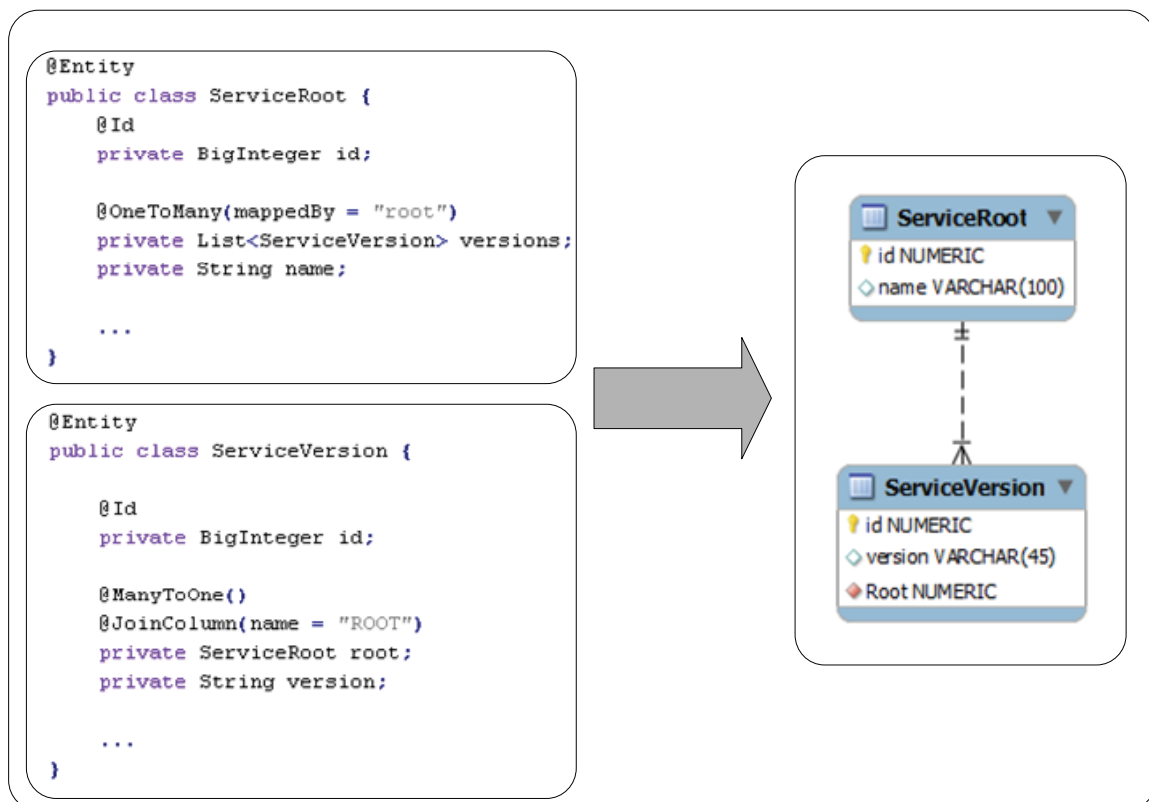 @Entity
public class ServiceRoot {
@Id
private BigInteger id;
@OneToMany(mappedBy = "root")
private List<ServiceVersion> versions;
private String name;
...
}
@Entity
public class ServiceVersion {
@Id
private BigInteger id;
@ManyToOne()
@JoinColumn(name = "ROOT")
private ServiceRoot root;
private String version;
...
}
ServiceRoot
id NUMERIC
name VARCHAR(100)
ServiceVersion
id NUMERIC
version VARCHAR(45)
Root NUMERIC